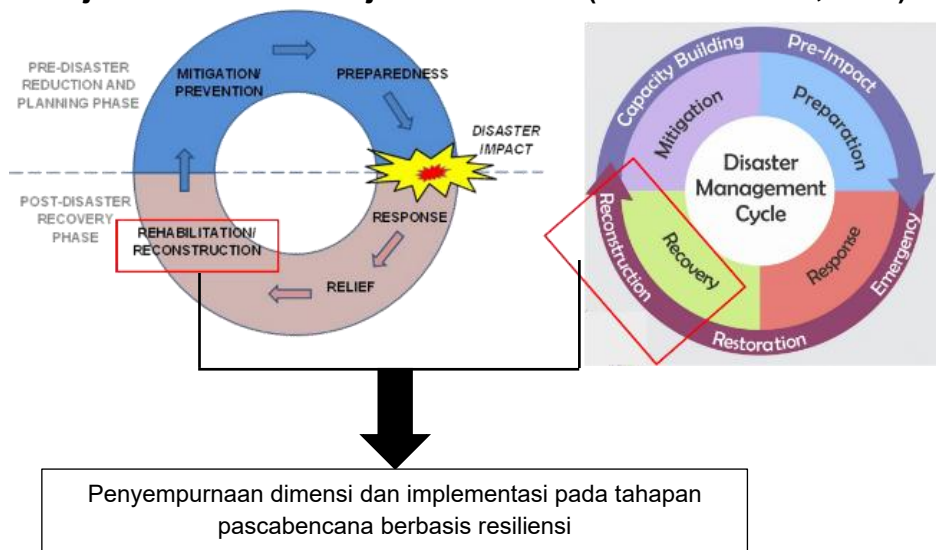 PRE-DISASTER
REDUCTION AND
PLANNING PHASE
MITIGATION/
PREVENTION
PREPAREDNESS
DISASTER
IMPACT
POST-DISASTER
RECOVERY
PHASE
REHABILITATION/
RECONSTRUCTION
RESPONSE
RELIEF
Capacity Building
Pre-Impact
Mitigation
Preparation
Disaster
Management
Cycle
Reconstruction
Recovery
Response
Emergency
Restoration
Penyempurnaan dimensi dan implementasi pada tahapan
pascabencana berbasis resiliensi